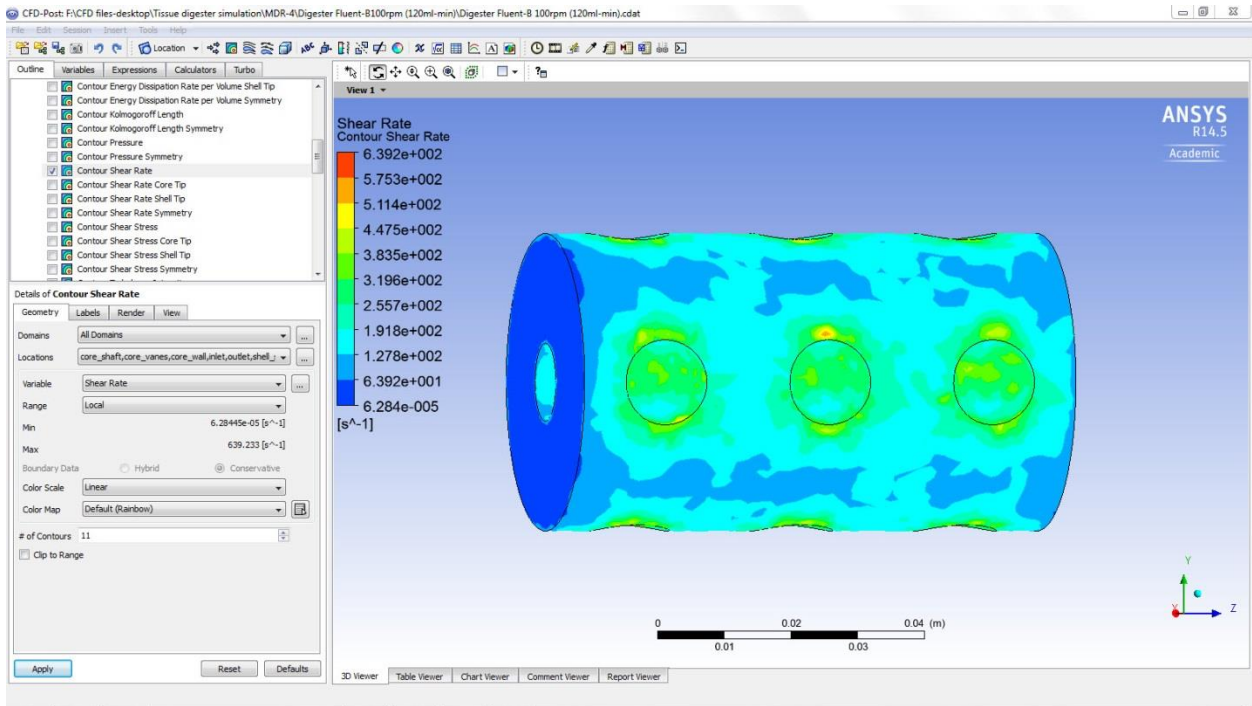 CFD-Post: F:\CFD files-desktop\Tissue digester simulation\MDR-4\Digester Fluent-B100rpm (120ml-min)\Digester Fluent-B 100rpm (120ml-min).cdat
File Edit Session Insert Tools Help
Location
Outline Variables Expressions Calculators Turbo
Contour Energy Dissipation Rate per Volume Shell Tip
Contour Energy Dissipation Rate per Volume Symmetry
Contour Kolmogoroff Length
Contour Kolmogoroff Length Symmetry
Contour Pressure
Contour Pressure Symmetry
Contour Shear Rate
Contour Shear Rate Core Tip
Contour Shear Rate Shell Tip
Contour Shear Rate Symmetry
Contour Shear Stress
Contour Shear Stress Core Tip
Contour Shear Stress Shell Tip
Contour Shear Stress Symmetry
Details of Contour Shear Rate
Geometry Labels Render View
Domains All Domains ...
Locations core_shaft,core_vanes,core_wall,inlet,outlet,shell_ ...
Variable Shear Rate ...
Range Local
Min 6.28445e-05 [s^-1]
Max 639.233 [s^-1]
Boundary Data Hybrid Conservative
Color Scale Linear
Color Map Default (Rainbow)
# of Contours 11
Clip to Range
Apply Reset Defaults
View 1
Shear Rate
Contour Shear Rate
6.392e+002
5.753e+002
5.114e+002
4.475e+002
3.835e+002
3.196e+002
2.557e+002
1.918e+002
1.278e+002
6.392e+001
6.284e-005
[s^-1]
ANSYS
R14.5
Academic
0 0.02 0.04 (m)
0.01 0.03
Y
X Z
3D Viewer Table Viewer Chart Viewer Comment Viewer Report Viewer